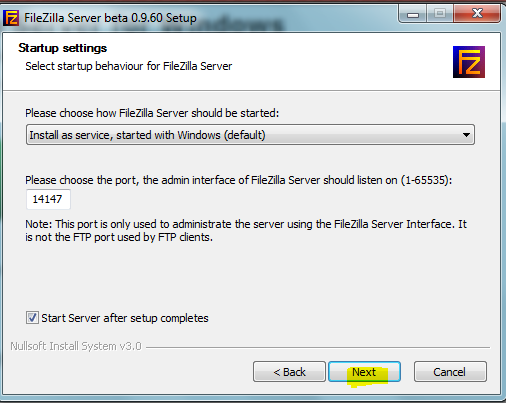 FileZilla Server beta 0.9.60 Setup
Startup settings
Select startup behaviour for FileZilla Server
FZ
Please choose how FileZilla Server should be started:
Install as service, started with Windows (default)
Please choose the port, the admin interface of FileZilla Server should listen on (1-65535):
14147
Note: This port is only used to administrate the server using the FileZilla Server Interface. It
is not the FTP port used by FTP clients.
Start Server after setup completes
Nullsoft Install System v3.0
< Back
Next
Cancel